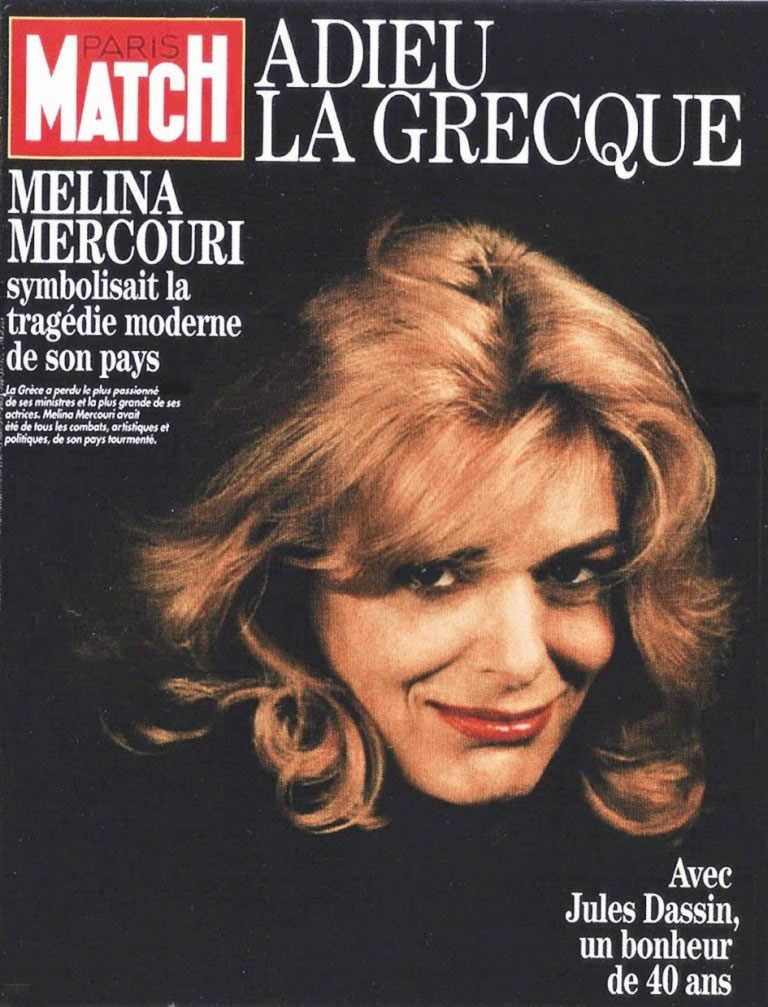 PARIS
MATCH
ADIEU
LA GRECQUE
MELINA
MERCOURI
symbolisait la
tragédie moderne
de son pays
La Grèce a perdu le plus passionné
de ses ministres et la plus grande de ses
actrices. Melina Mercouri avait
été de tous les combats, artistiques et
politiques, de son pays tourmenté.
Avec
Jules Dassin,
un bonheur
de 40 ans